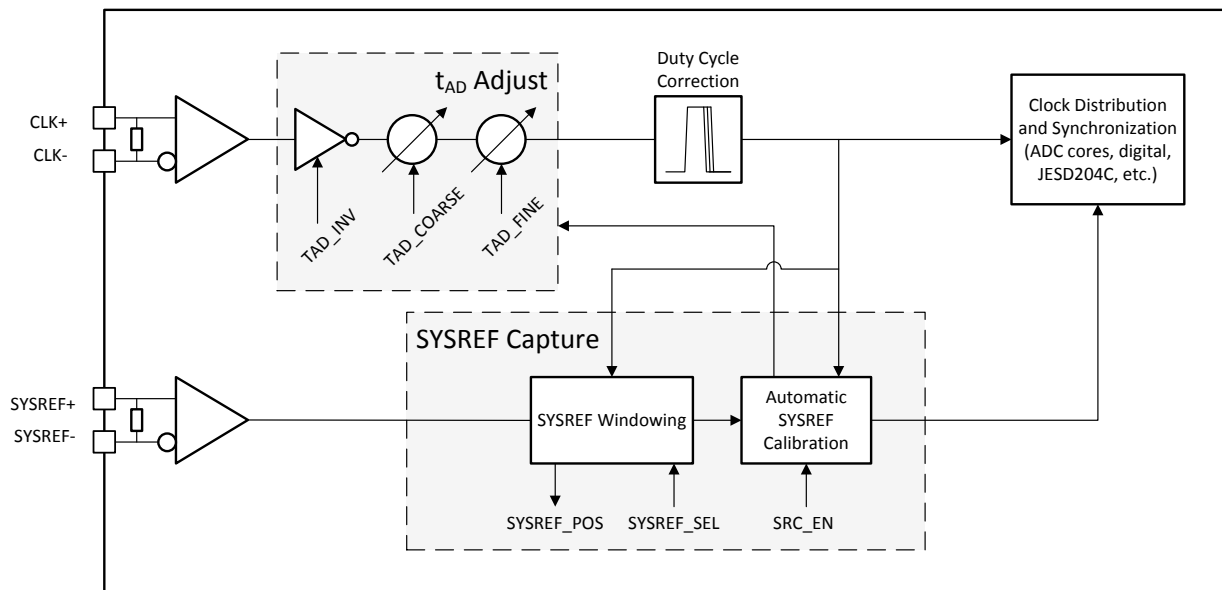 Duty Cycle
Correction
tAD Adjust
CLK+
CLK-
TAD_INV
TAD_COARSE
TAD_FINE
Clock Distribution
and Synchronization
(ADC cores, digital,
JESD204C, etc.)
SYSREF Capture
SYSREF+
SYSREF-
SYSREF Windowing
Automatic
SYSREF
Calibration
SYSREF_POS
SYSREF_SEL
SRC_EN